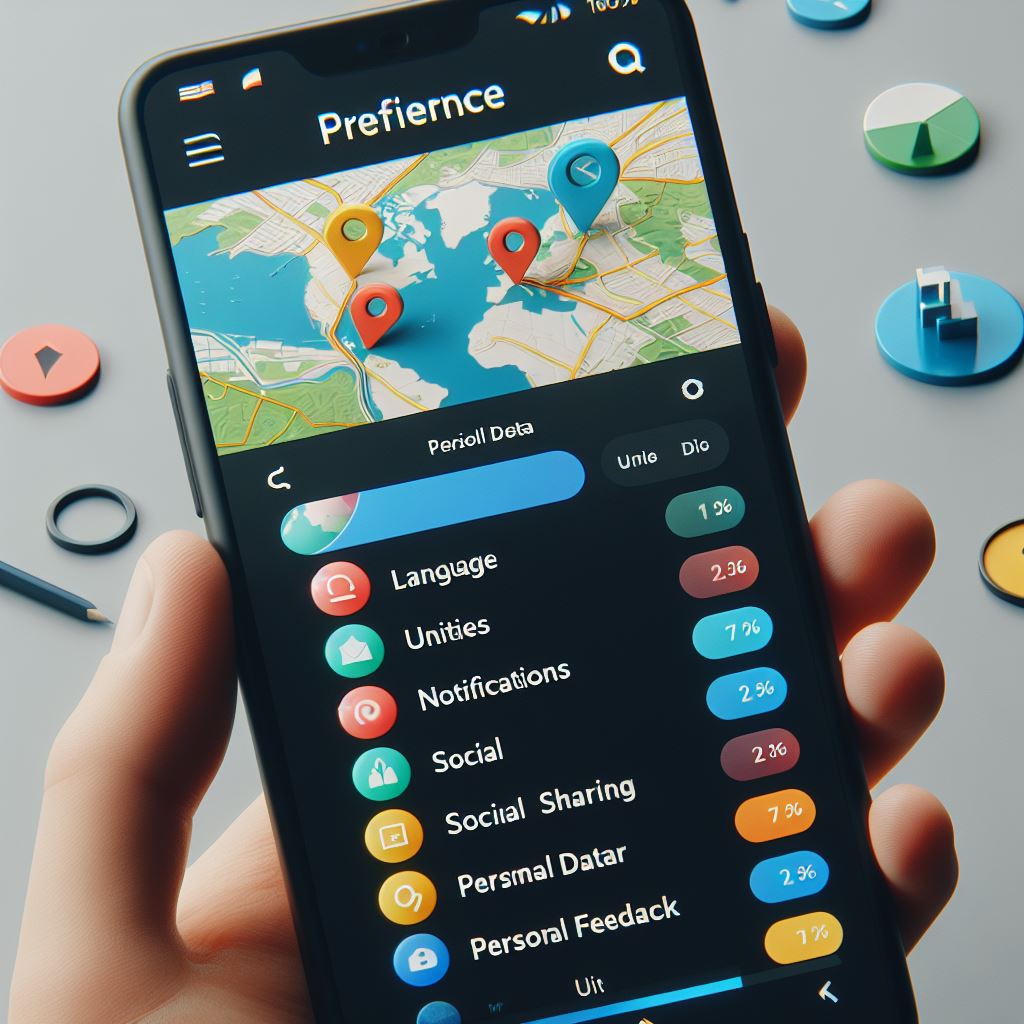 100%
Prefiernce
Perioll Deta
Unle Dlo
1 %
Language
2.%
Unities
7 %
Notifications
2 %
Social
2 %
Social Sharing
7 %
Persmal Datar
2 %
Personal Feedack
1 %
Uit